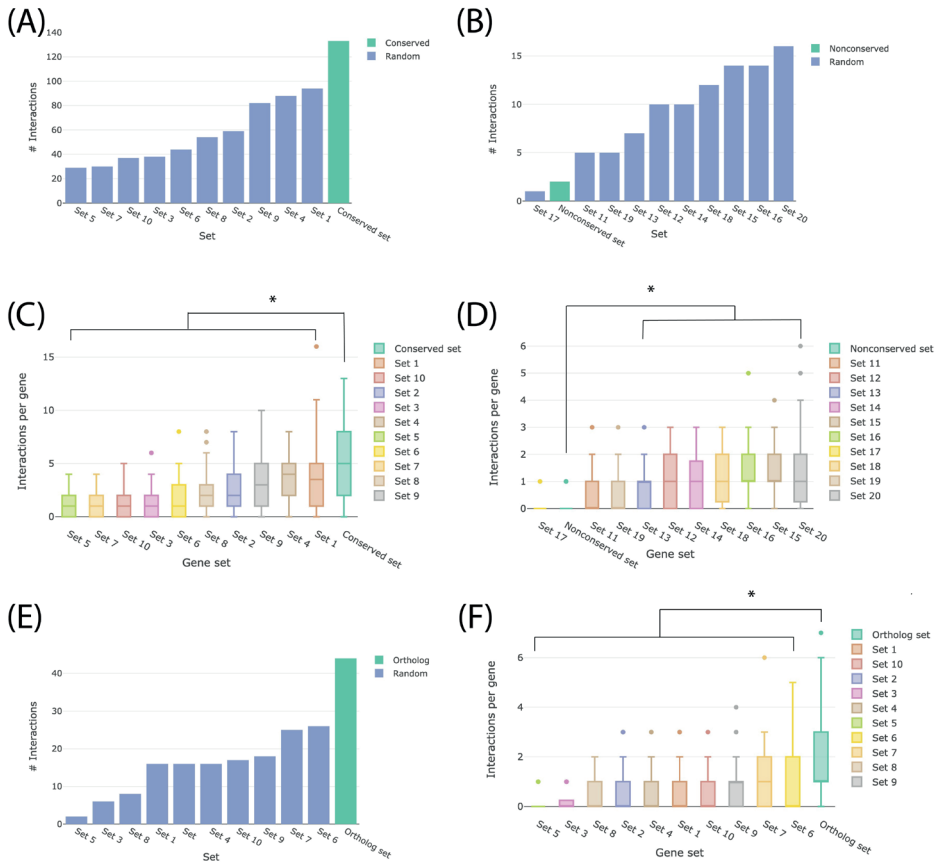 (A)
140
120
100
80
60
40
20
0
# Interactions
Set 5
Set 7
Set 10
Set 3
Set 6
Set 8
Set 2
Set 9
Set 4
Set 1
Conserved set
Set
Conserved
Random
(B)
15
10
5
0
# Interactions
Set 17
Nonconserved set
Set 11
Set 19
Set 13
Set 12
Set 14
Set 18
Set 15
Set 16
Set 20
Set
Nonconserved
Random
(C)
*
15
10
5
0
Interactions per gene
Set 5
Set 7
Set 10
Set 3
Set 6
Set 8
Set 2
Set 9
Set 4
Set 1
Conserved set
Gene set
Conserved set
Set 1
Set 10
Set 2
Set 3
Set 4
Set 5
Set 6
Set 7
Set 8
Set 9
(D)
*
6
5
4
3
2
1
0
Interactions per gene
Set 17
Nonconserved set
Set 11
Set 19
Set 13
Set 12
Set 14
Set 18
Set 16
Set 15
Set 20
Gene set
Nonconserved set
Set 11
Set 12
Set 13
Set 14
Set 15
Set 16
Set 17
Set 18
Set 19
Set 20
(E)
40
30
20
10
0
# Interactions
Set 5
Set 3
Set 8
Set 1
Set
Set 4
Set 10
Set 9
Set 7
Set 6
Ortholog set
Set
Ortholog
Random
(F)
*
6
4
2
0
Interactions per gene
Set 5
Set 3
Set 8
Set 2
Set 4
Set 1
Set 10
Set 9
Set 7
Set 6
Ortholog set
Gene set
Ortholog set
Set 1
Set 10
Set 2
Set 3
Set 4
Set 5
Set 6
Set 7
Set 8
Set 9